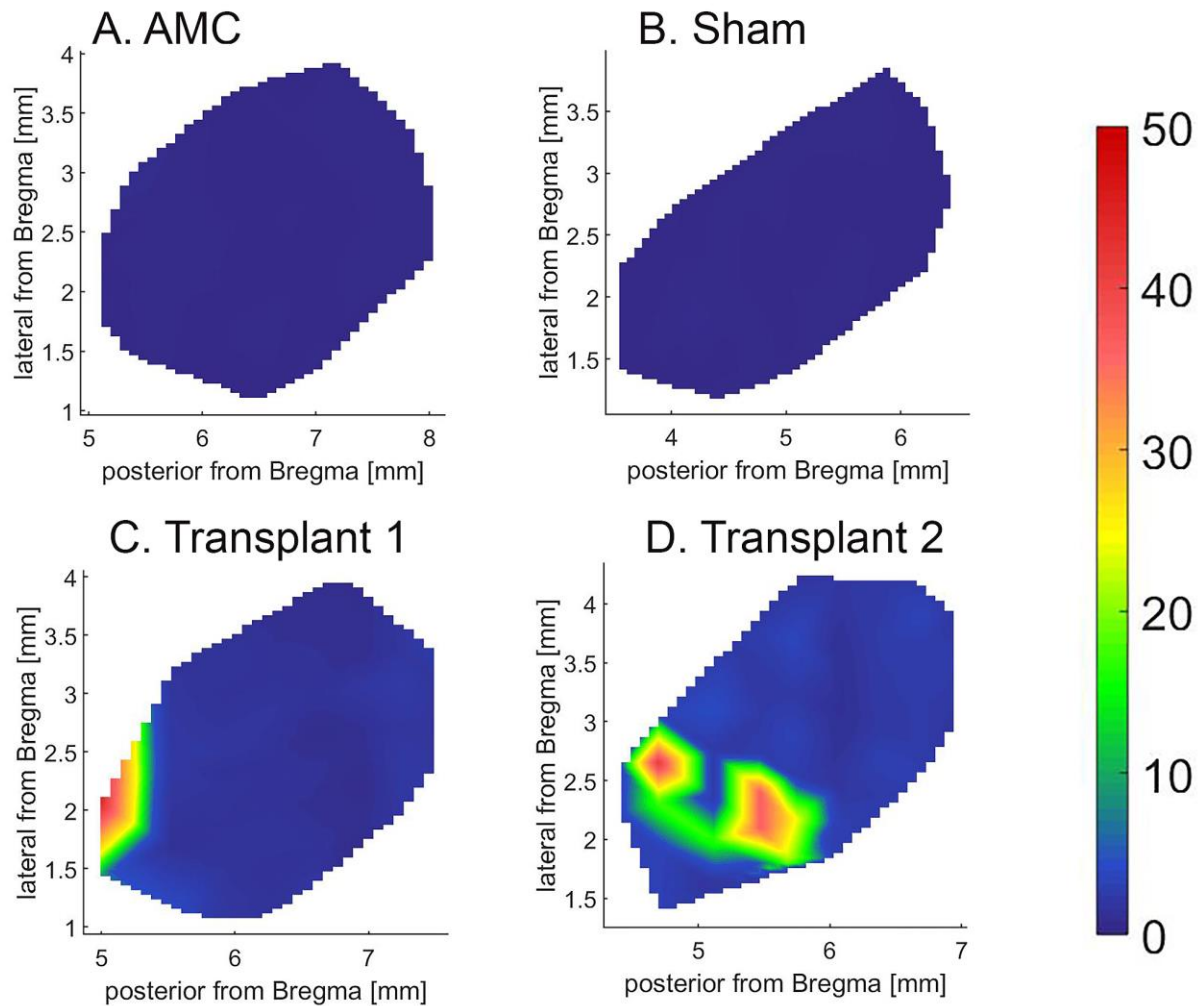 A. AMC
4
3.5
3
2.5
2
1.5
1
lateral from Bregma [mm]
5 6 7 8
posterior from Bregma [mm]
B. Sham
3.5
3
2.5
2
1.5
lateral from Bregma [mm]
4 5 6
posterior from Bregma [mm]
50
40
30
20
10
0
C. Transplant 1
4
3.5
3
2.5
2
1.5
1
lateral from Bregma [mm]
5 6 7
posterior from Bregma [mm]
D. Transplant 2
4
3.5
3
2.5
2
1.5
lateral from Bregma [mm]
5 6 7
posterior from Bregma [mm]